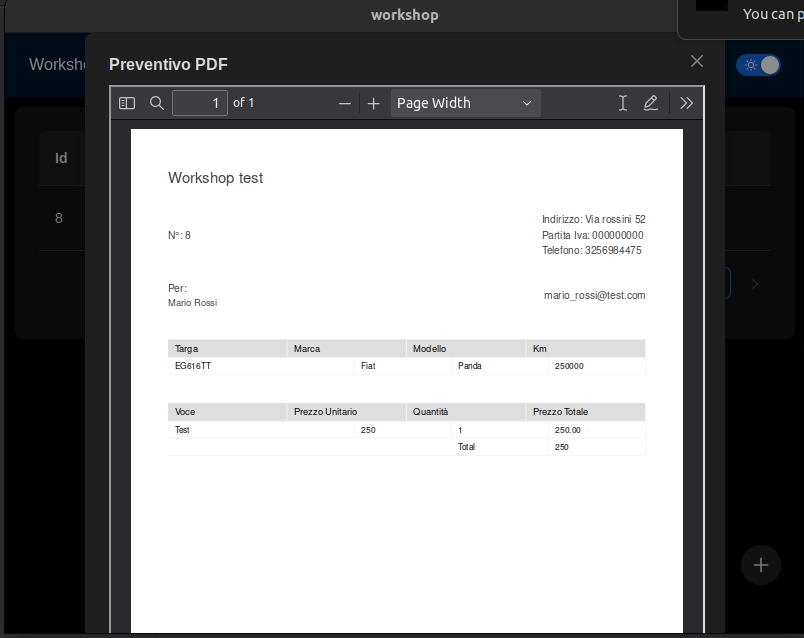 workshop
You can p
Worksho
Preventivo PDF
1 of 1
Page Width
Id
8
Workshop test
N°: 8
Indirizzo: Via rossini 52
Partita Iva: 000000000
Telefono: 3256984475
Per:
Mario Rossi
mario_rossi@test.com
Targa Marca Modello Km
EG616TT Fiat Panda 250000
Voce Prezzo Unitario Quantità Prezzo Totale
Test 250 1 250.00
Total 250